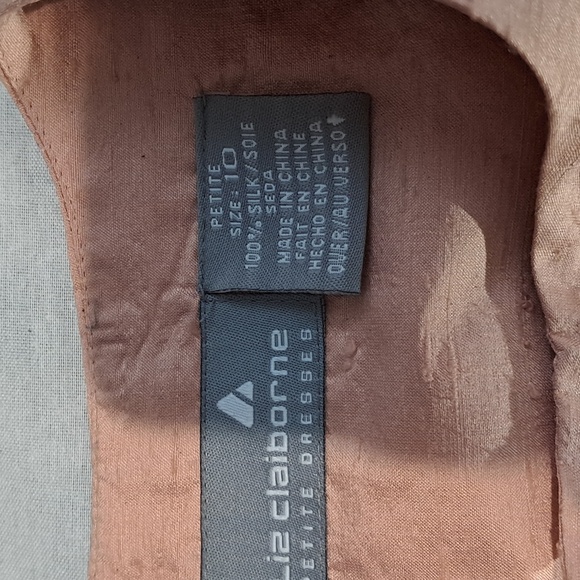 PETITE
SIZE: 10
100% SILK/SOIE
SEDA
MADE IN CHINA
FAIT EN CHINE
HECHO EN CHINA
OVER/AU VERSO
Liz claiborne
PETITE DRESSES